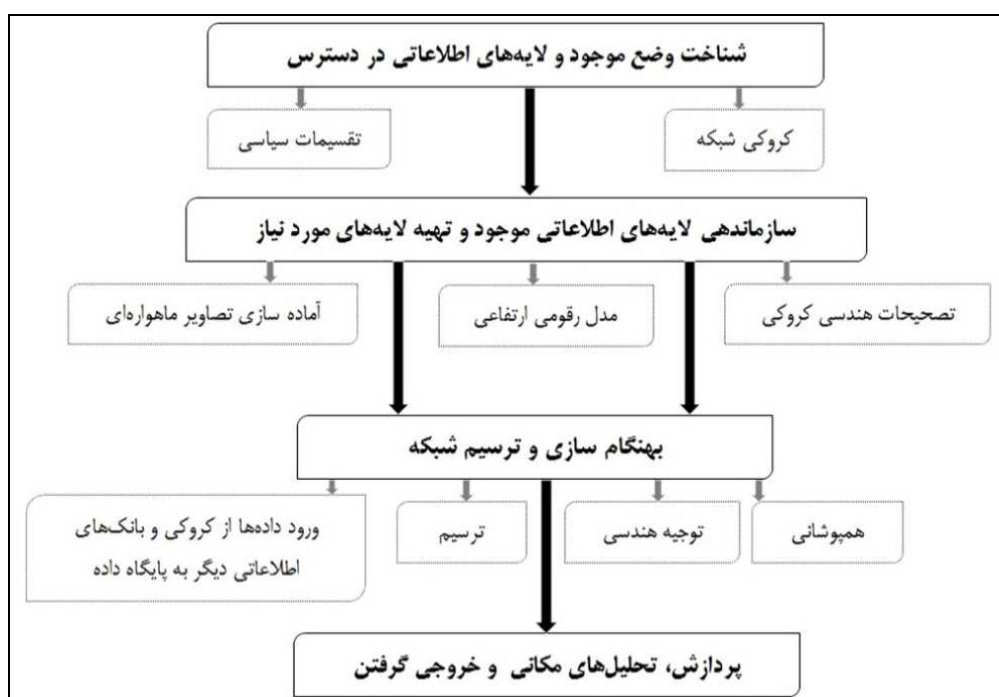 شناخت وضع موجود و لایه‌های اطلاعاتی در دسترس
کروکی شبکه
تقسیمات سیاسی
سازماندهی لایه‌های اطلاعاتی موجود و تهیه لایه‌های مورد نیاز
تصحیحات هندسی کروکی
مدل رقومی ارتفاعی
آماده سازی تصاویر ماهواره‌ای
بهنگام سازی و ترسیم شبکه
همپوشانی
توجیه هندسی
ترسیم
ورود داده‌ها از کروکی و بانک‌های
اطلاعاتی دیگر به پایگاه داده
پردازش، تحلیل‌های مکانی و خروجی گرفتن